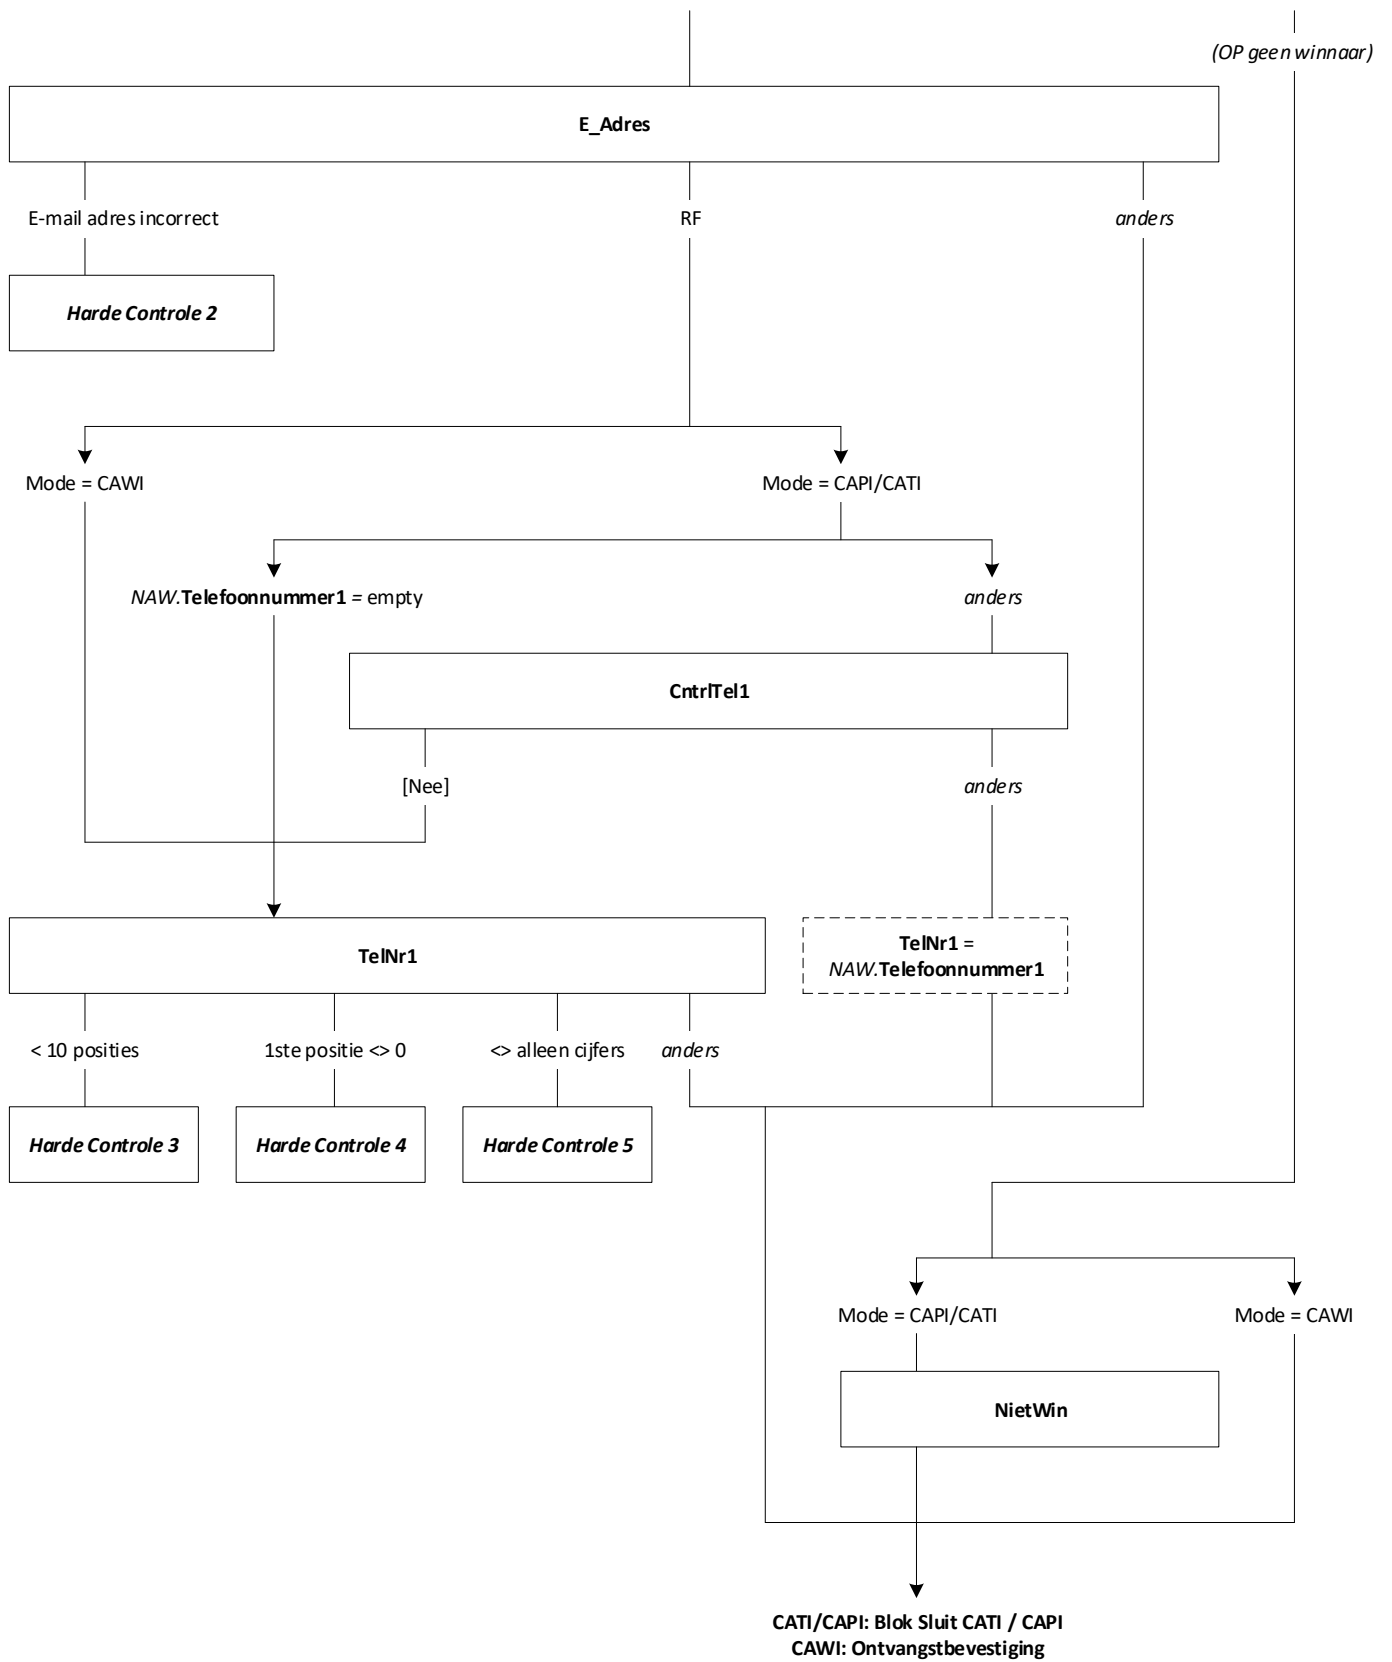 (OP geen winnaar)
E_Adres
E-mail adres incorrect
RF
anders
Harde Controle 2
Mode = CAWI
Mode = CAPI/CATI
NAW.Telefoonnummer1 = empty
anders
CntrlTel1
[Nee]
anders
TelNr1
TelNr1 =
NAW.Telefoonnummer1
< 10 posities
1ste positie <> 0
<> alleen cijfers
anders
Harde Controle 3
Harde Controle 4
Harde Controle 5
Mode = CAPI/CATI
Mode = CAWI
NietWin
CATI/CAPI: Blok Sluit CATI / CAPI
CAWI: Ontvangstbevestiging